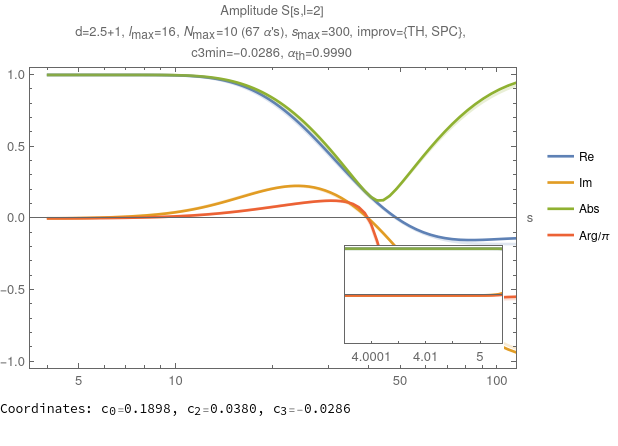 Amplitude S[s,l=2]
d=2.5+1, lmax=16, Nmax=10 (67 α's), smax=300, improv={TH, SPC},
c3min=−0.0286, αth=0.9990
1.0
0.5
0.0
−0.5
−1.0
s
Re
Im
Abs
Arg/π
4.0001 4.01 5
5 10 50 100
Coordinates: c0=0.1898, c2=0.0380, c3=-0.0286